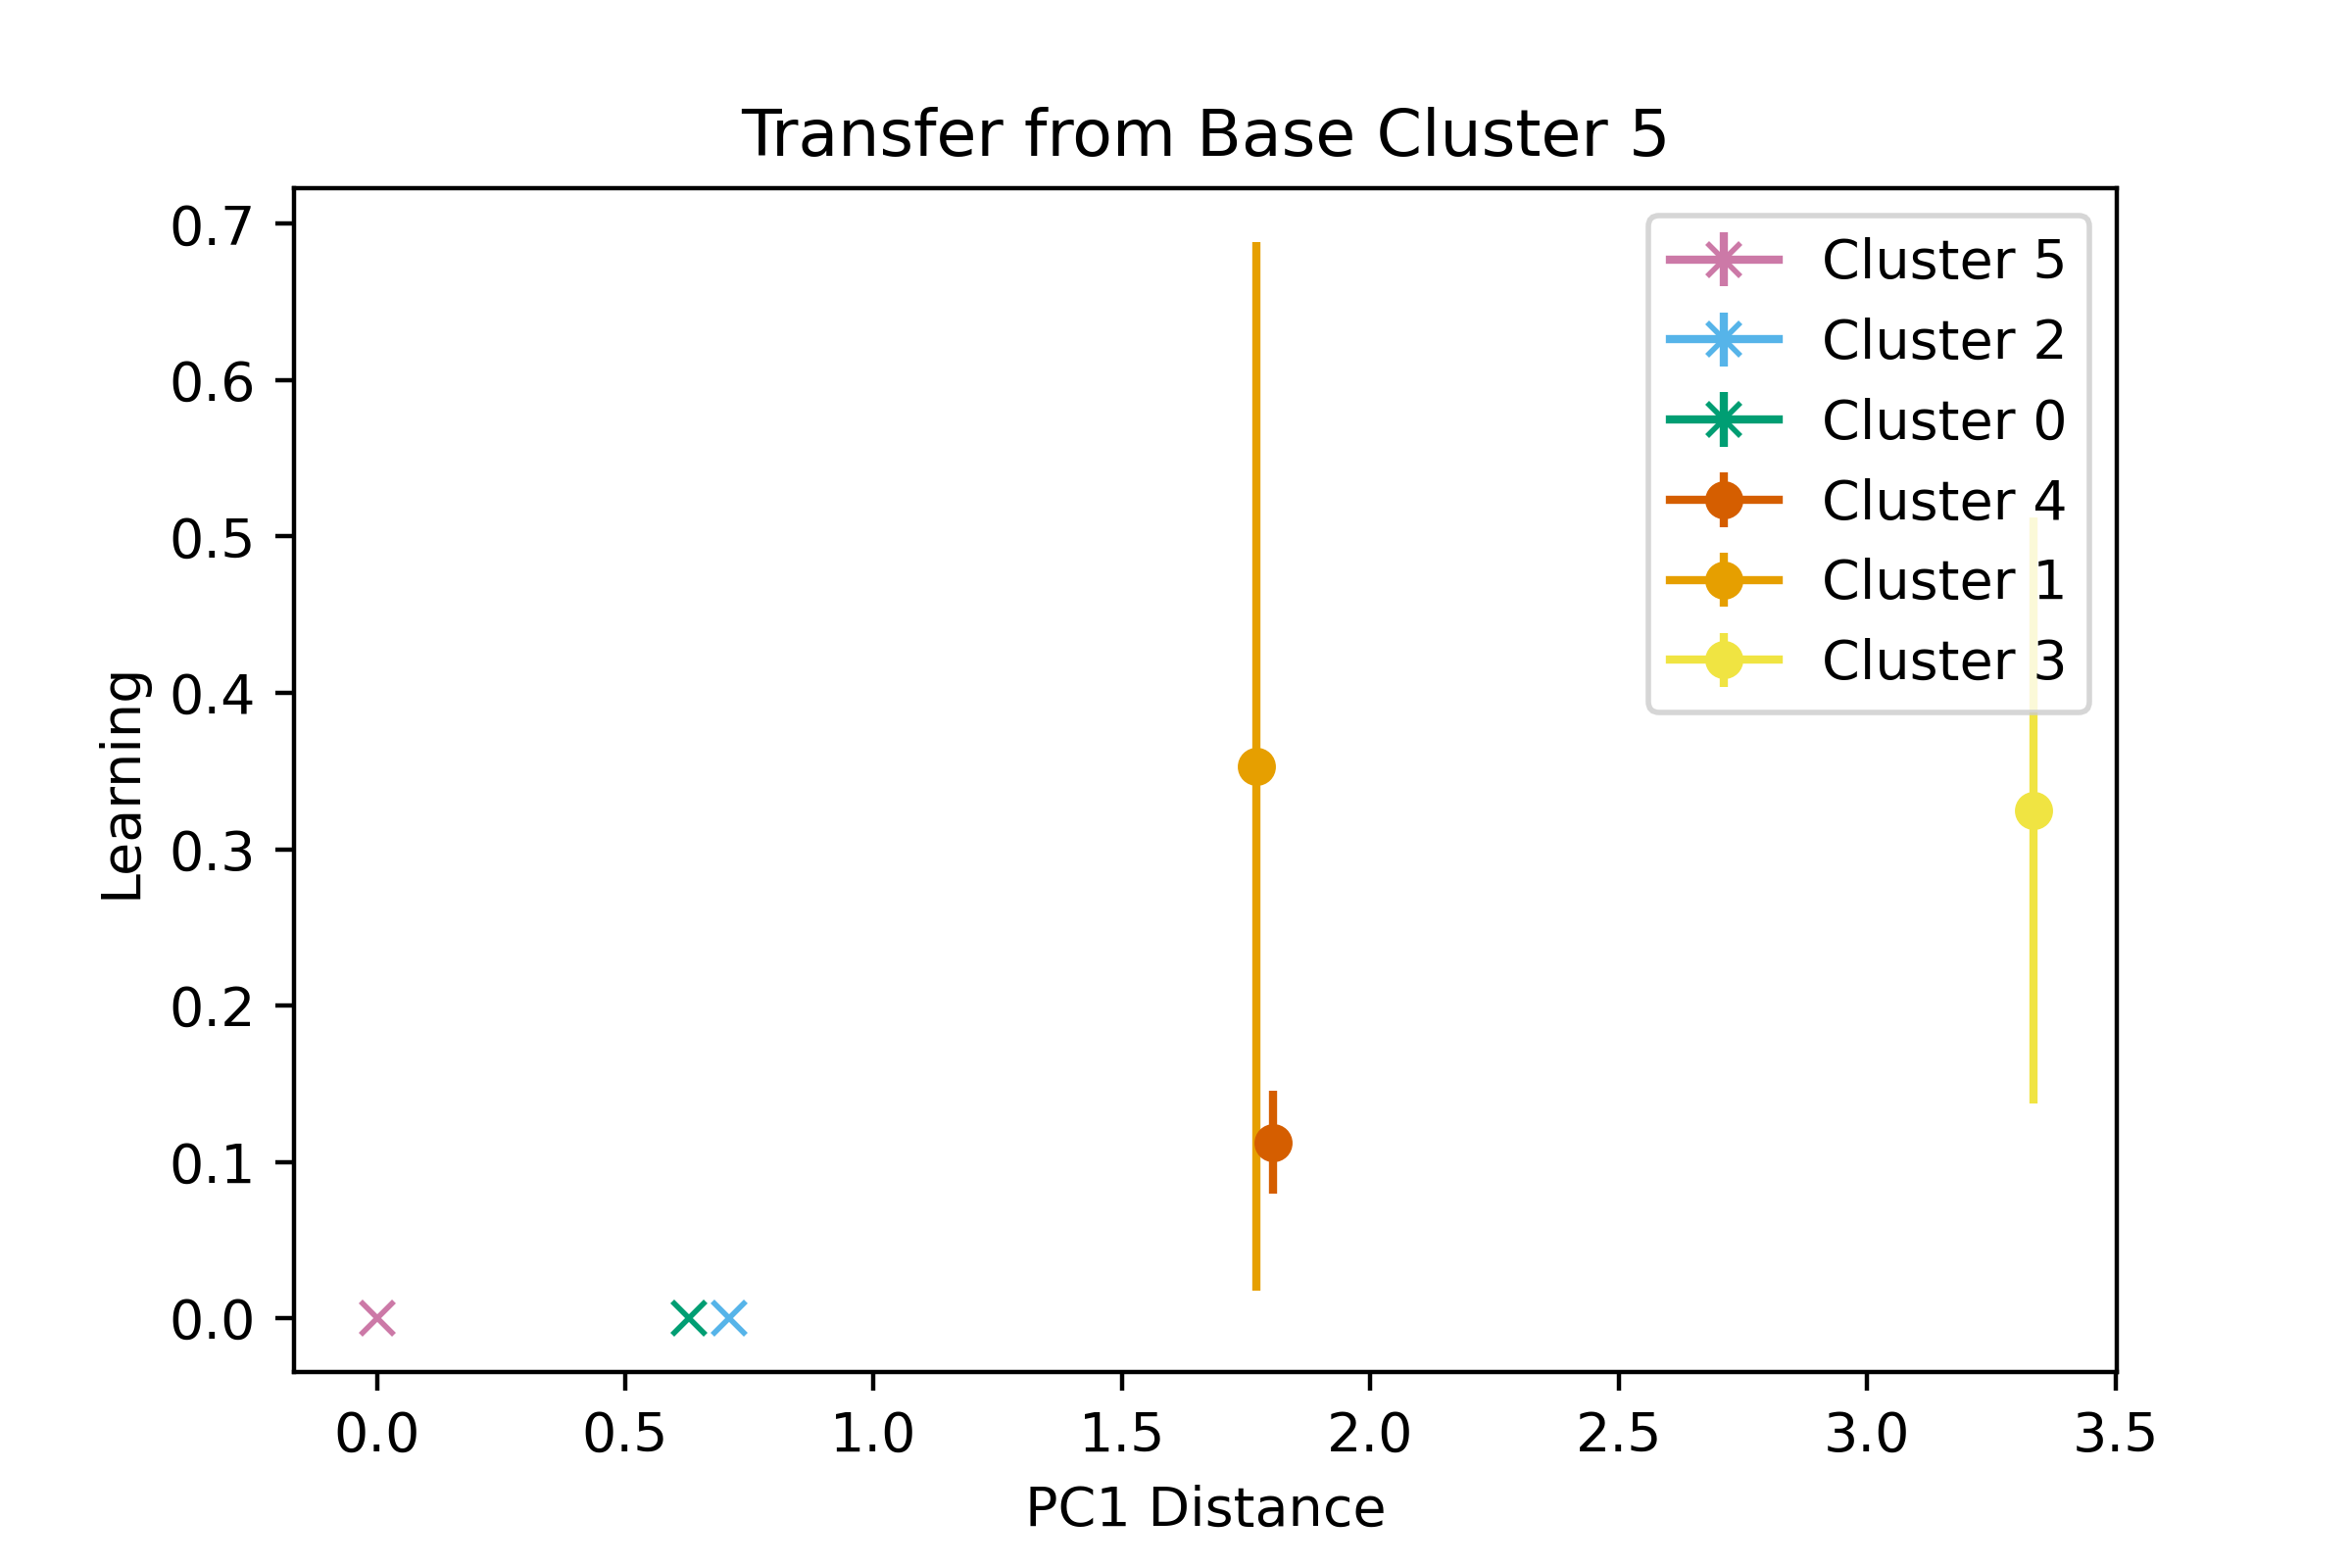 Transfer from Base Cluster 5
Learning
0.7
0.6
0.5
0.4
0.3
0.2
0.1
0.0
Cluster 5
Cluster 2
Cluster 0
Cluster 4
Cluster 1
Cluster 3
0.0 0.5 1.0 1.5 2.0 2.5 3.0 3.5
PC1 Distance